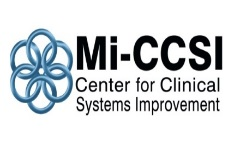 Mi-CCSI
Center for Clinical
Systems Improvement